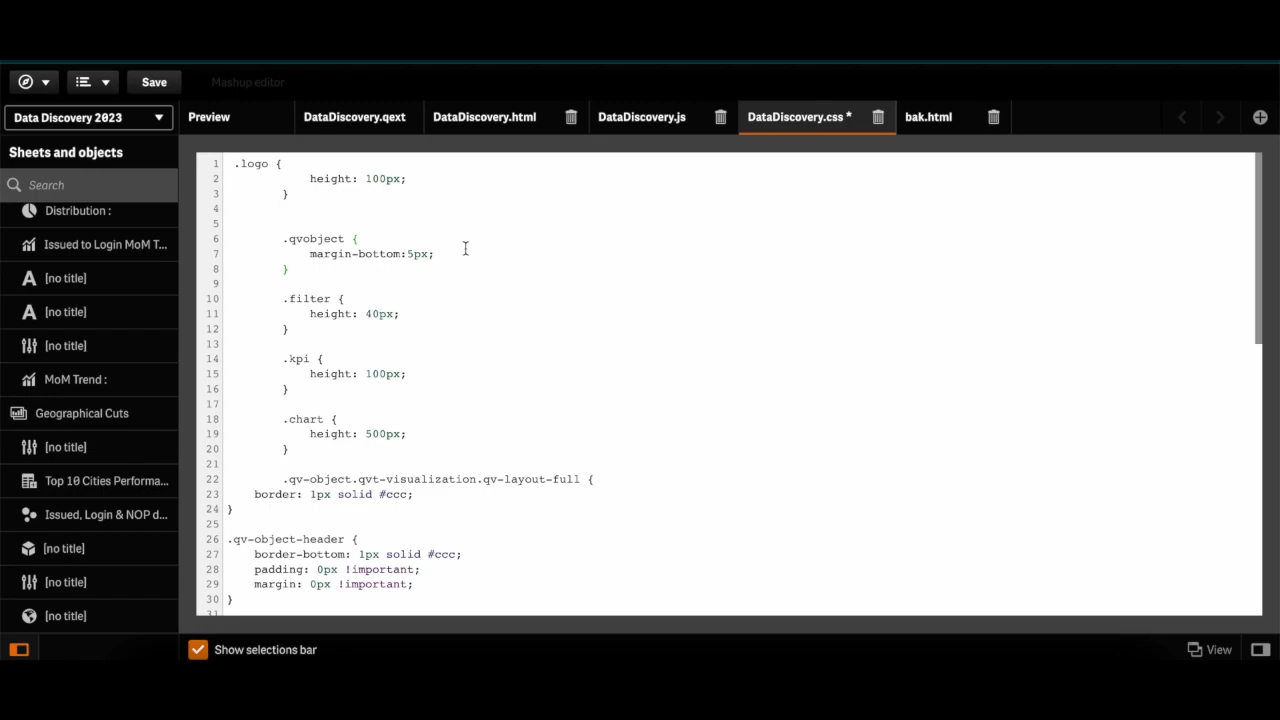 Save
Mashup editor
Data Discovery 2023
Preview
DataDiscovery.qext
DataDiscovery.html
DataDiscovery.js
DataDiscovery.css *
bak.html
Sheets and objects
Search
Distribution :
Issued to Login MoM T...
[no title]
[no title]
[no title]
MoM Trend :
Geographical Cuts
[no title]
Top 10 Cities Performa...
Issued, Login & NOP d...
[no title]
[no title]
[no title]
1 .logo {
2 height: 100px;
3 }
4
5
6 .qvobject {
7 margin-bottom:5px;
8 }
9
10 .filter {
11 height: 40px;
12 }
13
14 .kpi {
15 height: 100px;
16 }
17
18 .chart {
19 height: 500px;
20 }
21
22 .qv-object.qvt-visualization.qv-layout-full {
23 border: 1px solid #ccc;
24 }
25
26 .qv-object-header {
27 border-bottom: 1px solid #ccc;
28 padding: 0px !important;
29 margin: 0px !important;
30 }
31
Show selections bar
View